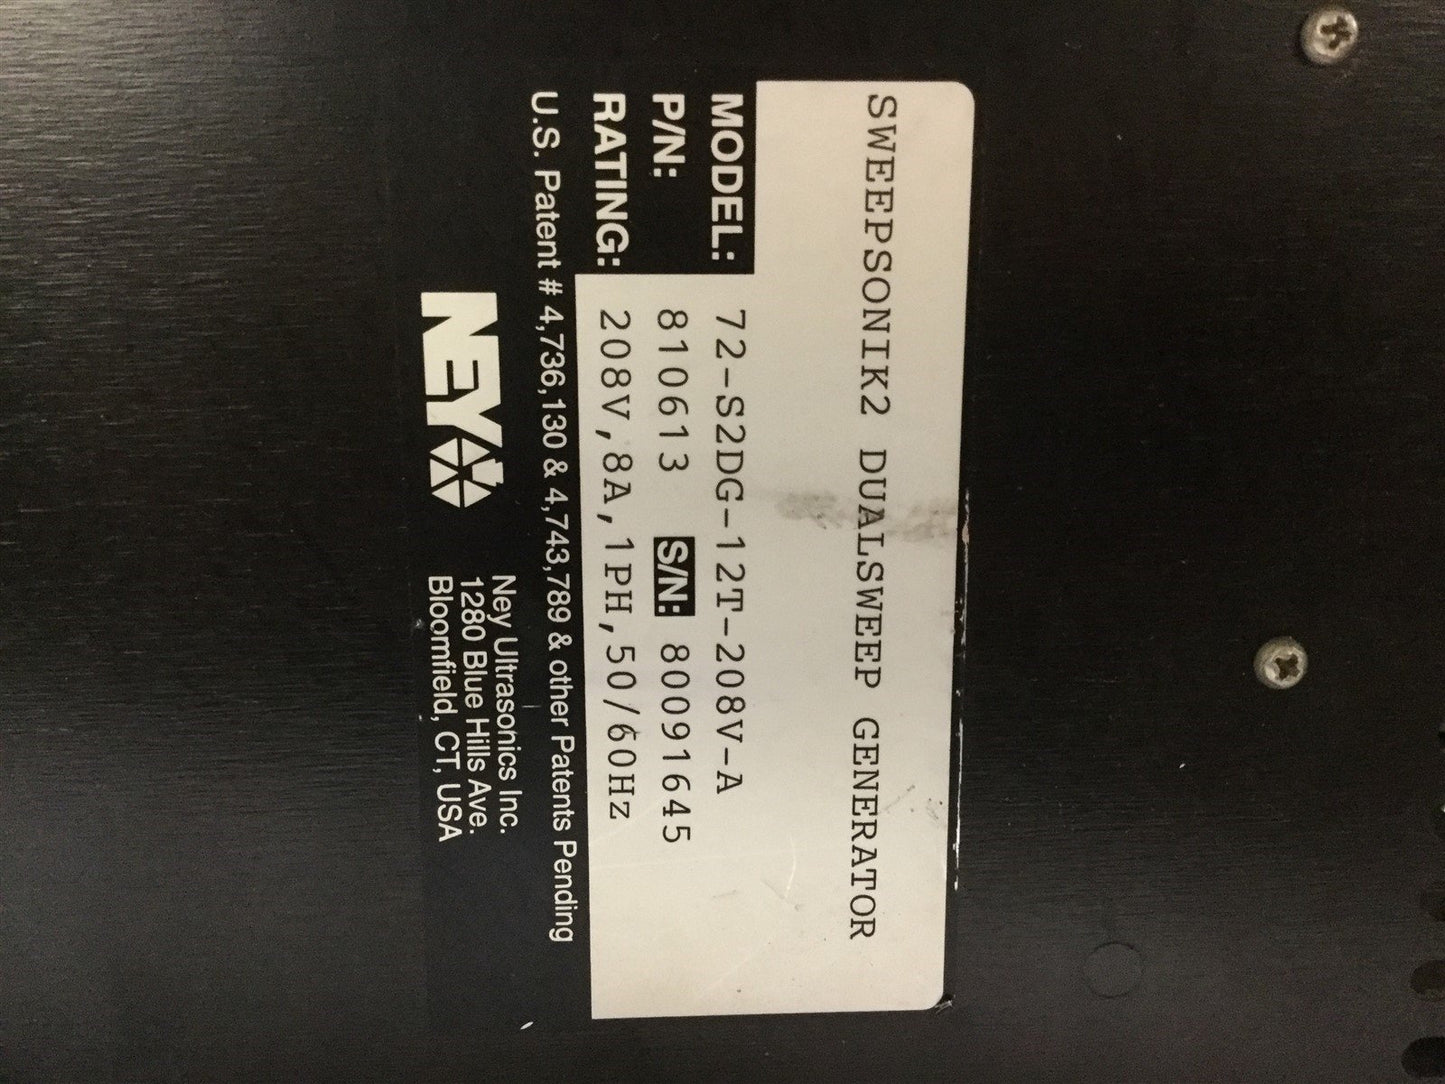 SWEEPSONIK2 DUALSWEEP GENERATOR
MODEL: 72-S2DG-12T-208V-A
P/N: 810613 S/N: 80091645
RATING: 208V,8A,1PH,50/60Hz
U.S. Patent # 4,736,130 & 4,743,789 & other Patents Pending
NEY
Ney Ultrasonics Inc.
1280 Blue Hills Ave.
Bloomfield, CT, USA